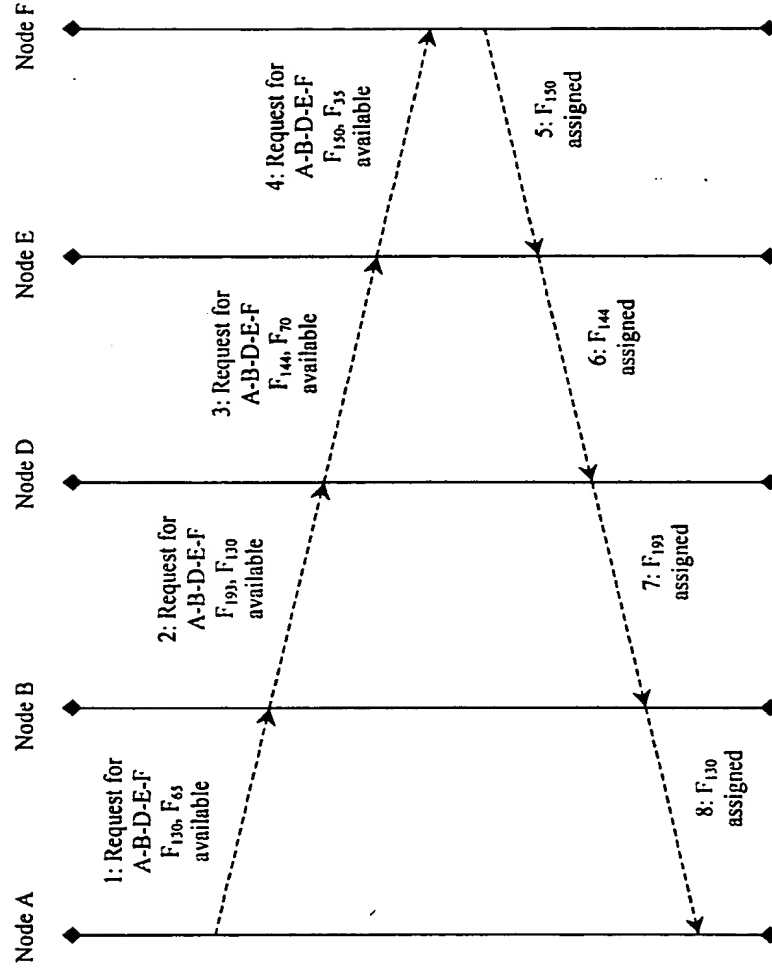 Node A
Node B
Node D
Node E
Node F
1: Request for
A-B-D-E-F
F130, F65
available
2: Request for
A-B-D-E-F
F193, F130
available
3: Request for
A-B-D-E-F
F144, F70
available
4: Request for
A-B-D-E-F
F150, F35
available
5: F150
assigned
6: F144
assigned
7: F193
assigned
8: F130
assigned